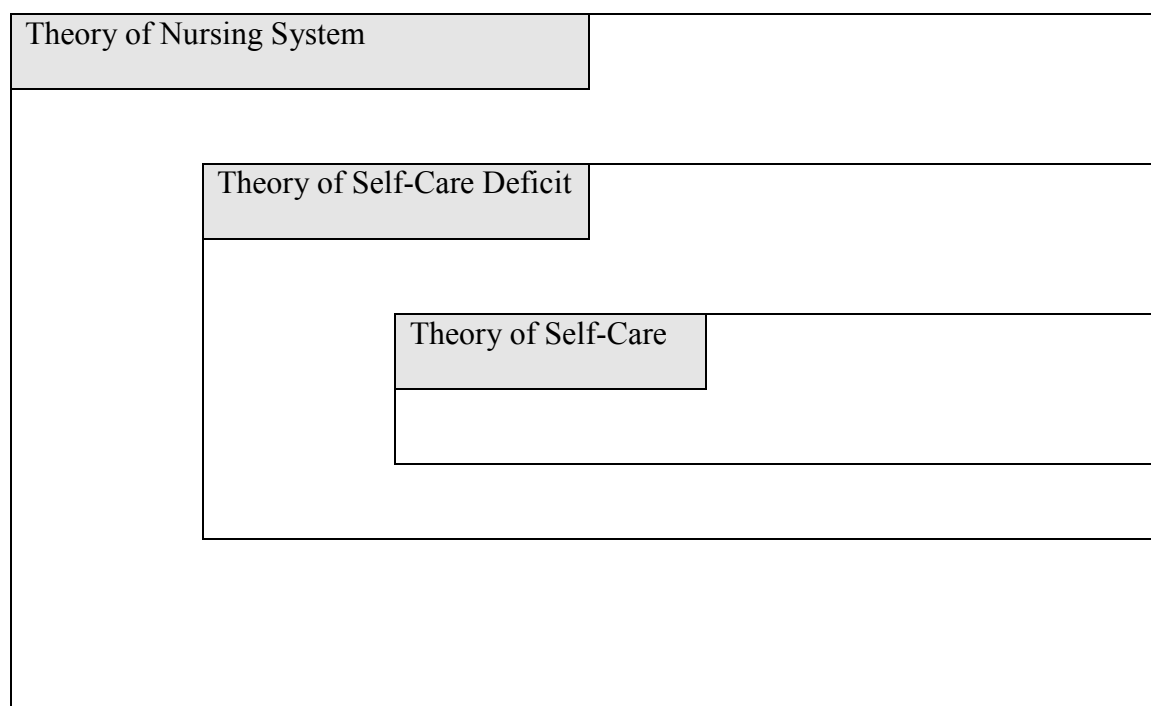 Theory of Nursing System
Theory of Self-Care Deficit
Theory of Self-Care